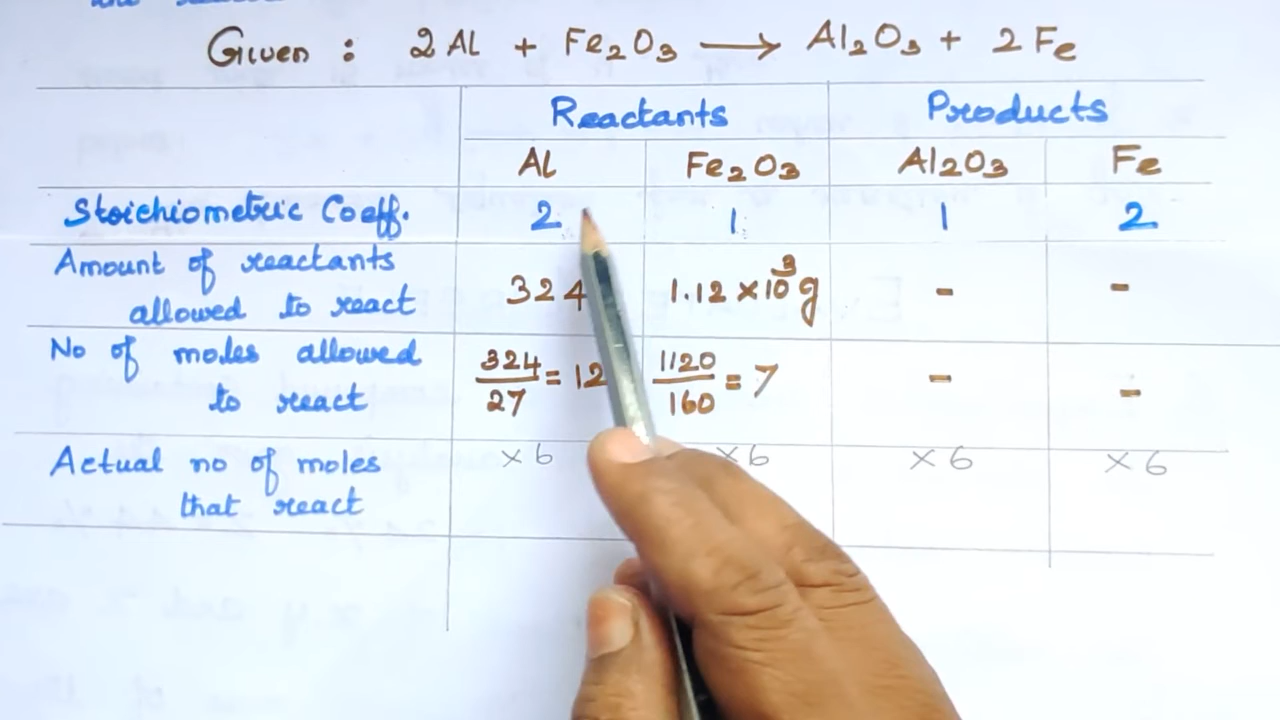 Given : 2Al + Fe₂O₃ ⟶ Al₂O₃ + 2Fe
Reactants Products
Al Fe₂O₃ Al₂O₃ Fe
Stoichiometric Coeff. 2 1 1 2
Amount of reactants allowed to react 324 1.12 × 10³ g - -
No of moles allowed to react 324/27 = 12 1120/160 = 7 - -
Actual no of moles that react × 6 × 6 × 6 × 6